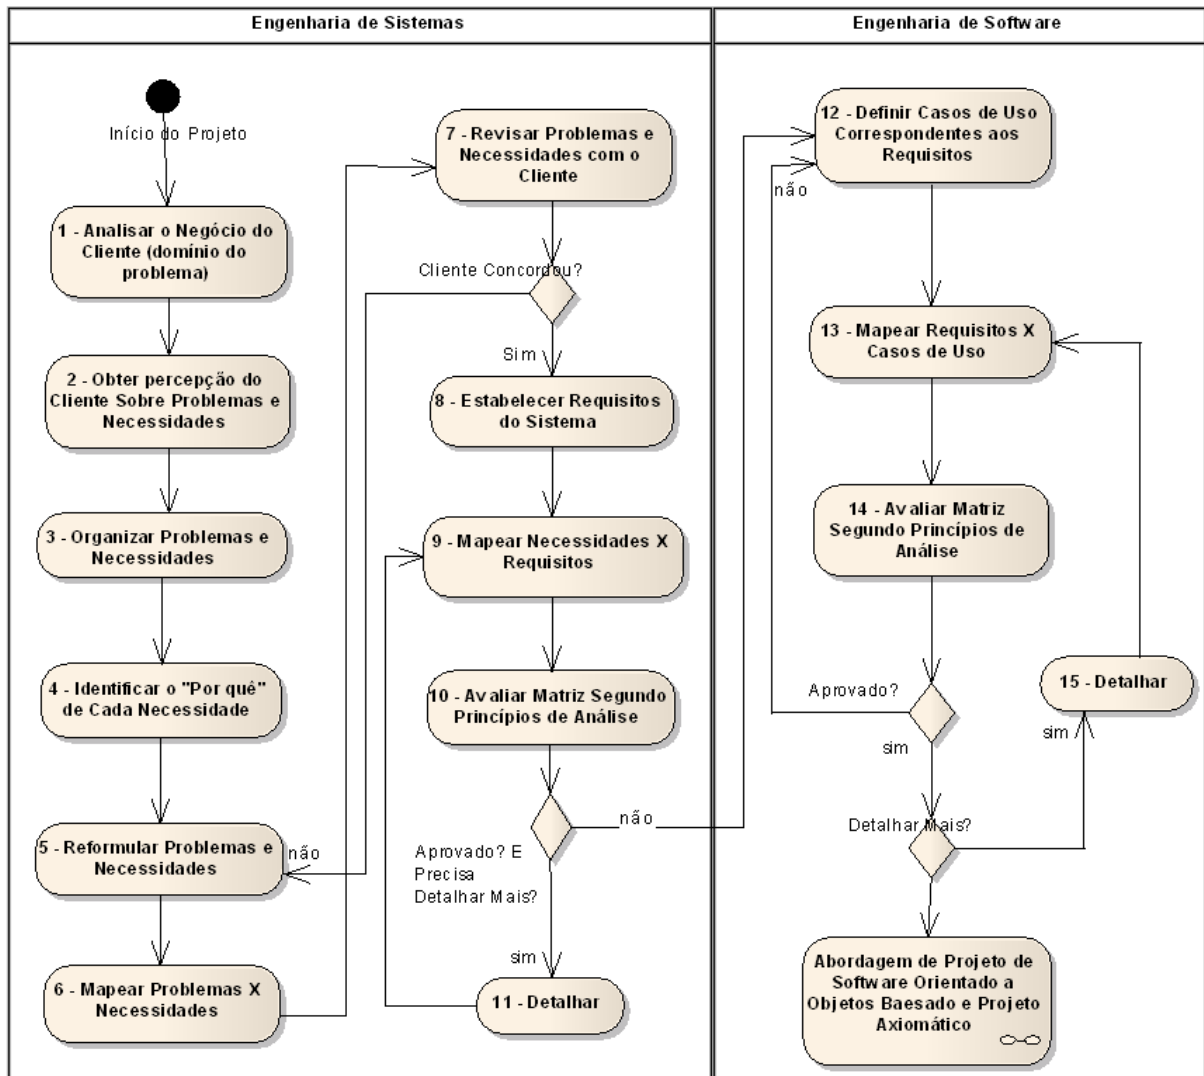 Engenharia de Sistemas
Engenharia de Software
Início do Projeto
1 - Analisar o Negócio do
Cliente (domínio do
problema)
2 - Obter percepção do
Cliente Sobre Problemas e
Necessidades
3 - Organizar Problemas e
Necessidades
4 - Identificar o "Por quê"
de Cada Necessidade
5 - Reformular Problemas e
Necessidades
6 - Mapear Problemas X
Necessidades
7 - Revisar Problemas e
Necessidades com o
Cliente
Cliente Concordou?
não
Sim
8 - Estabelecer Requisitos
do Sistema
9 - Mapear Necessidades X
Requisitos
10 - Avaliar Matriz Segundo
Princípios de Análise
Aprovado? E
Precisa
Detalhar Mais?
não
sim
11 - Detalhar
12 - Definir Casos de Uso
Correspondentes aos
Requisitos
não
13 - Mapear Requisitos X
Casos de Uso
14 - Avaliar Matriz
Segundo Princípios de
Análise
Aprovado?
sim
15 - Detalhar
sim
Detalhar Mais?
Abordagem de Projeto de
Software Orientado a
Objetos Baesado e Projeto
Axiomático